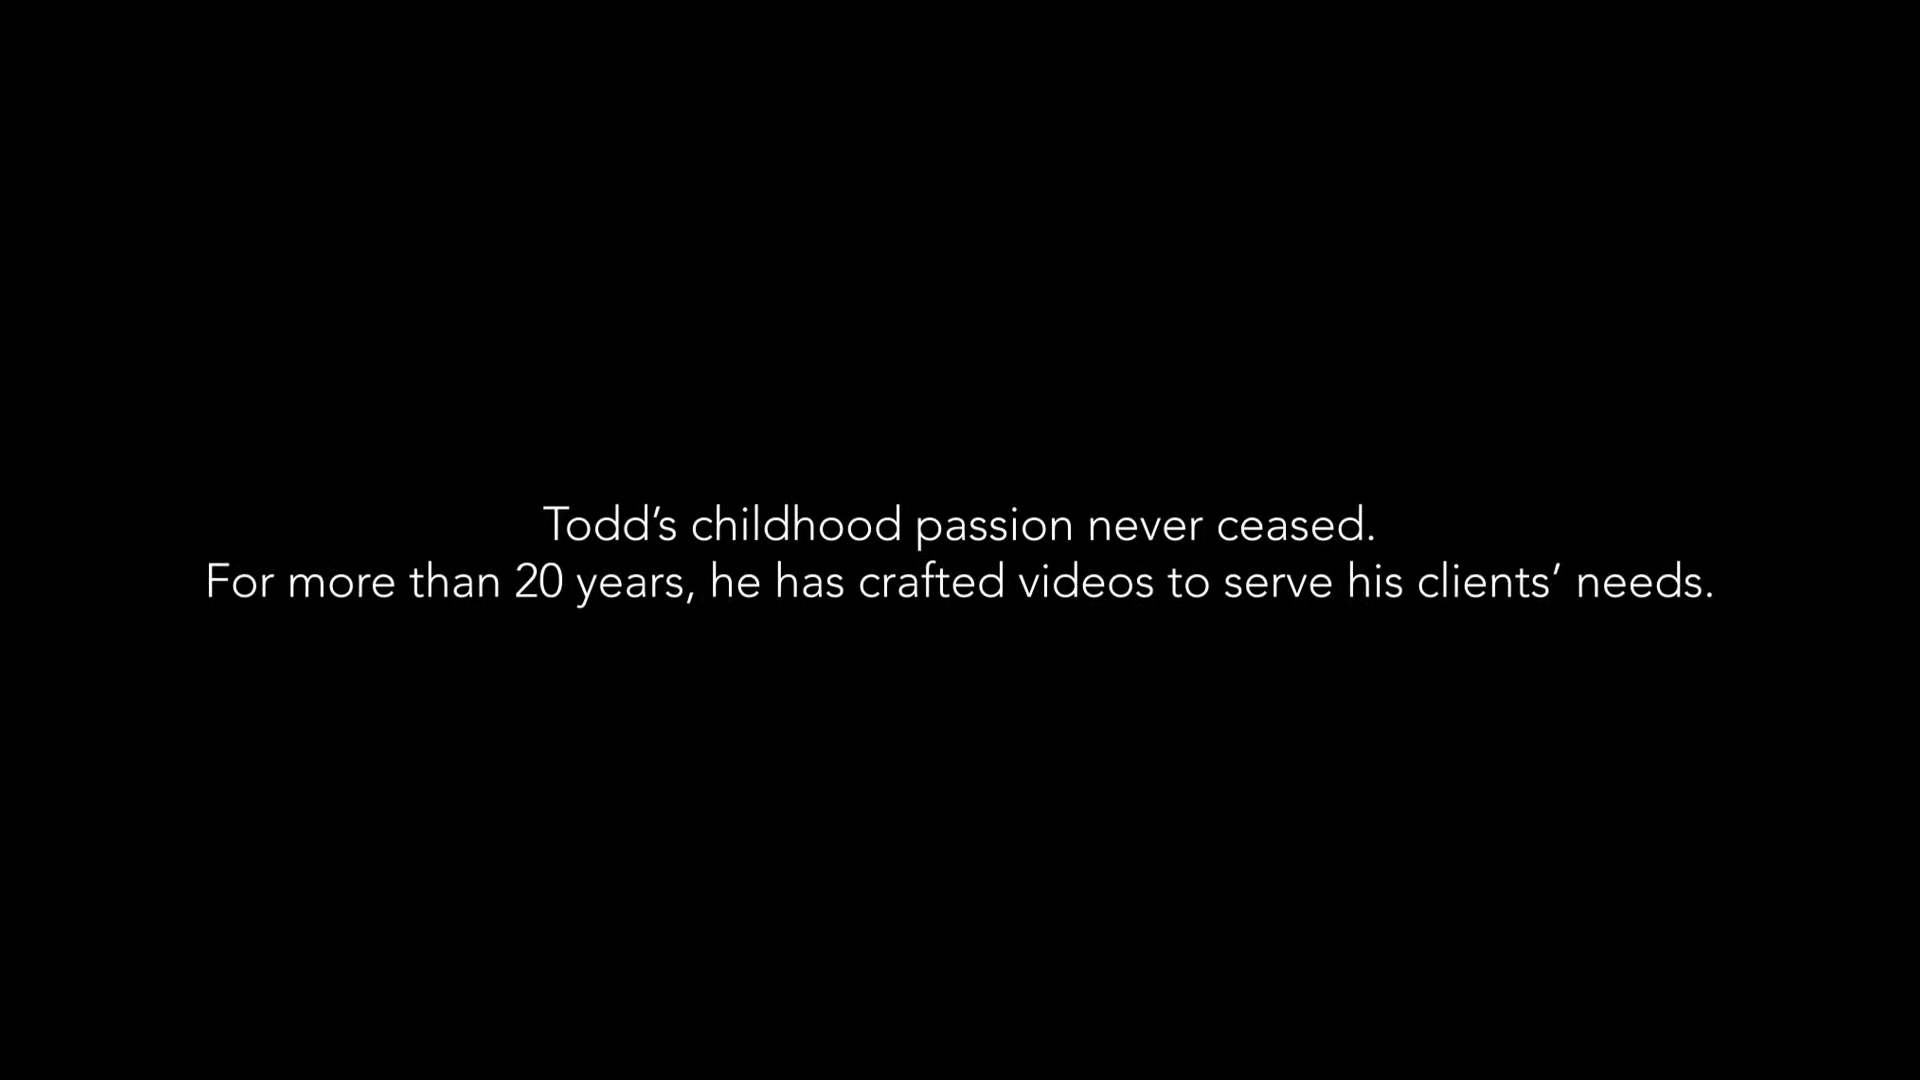 Todd’s childhood passion never ceased.
For more than 20 years, he has crafted videos to serve his clients’ needs.